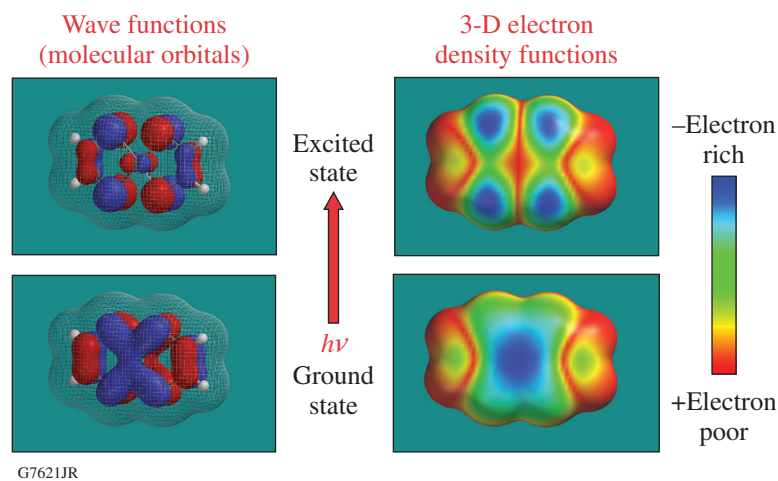 Wave functions
(molecular orbitals)
3-D electron
density functions
Excited
state
hν
Ground
state
–Electron
rich
+Electron
poor
G7621JR